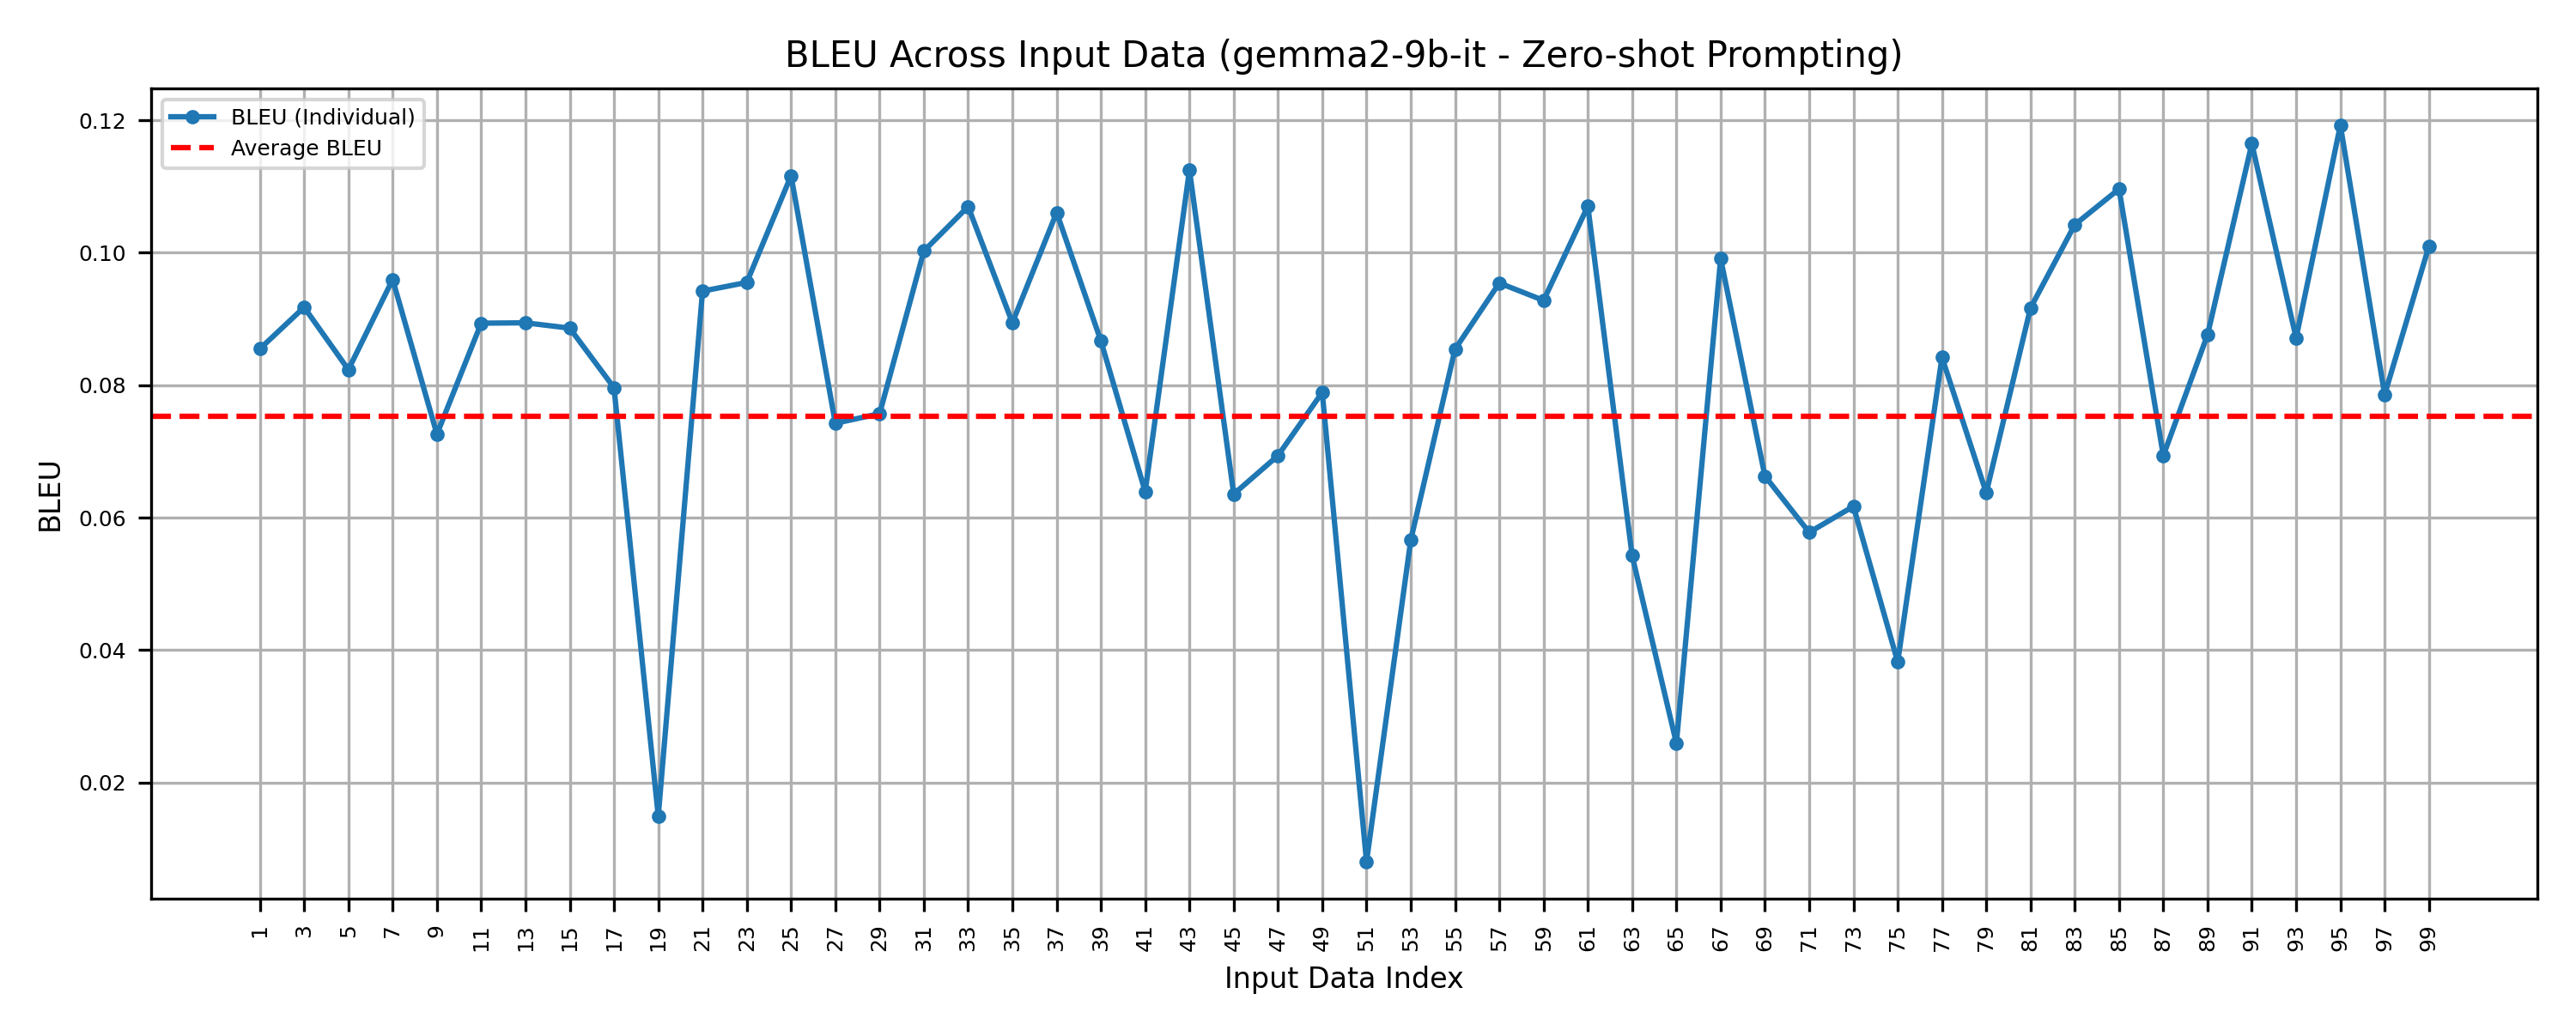 BLEU Across Input Data (gemma2-9b-it - Zero-shot Prompting)
BLEU (Individual)
Average BLEU
0.12
0.10
0.08
0.06
0.04
0.02
BLEU
1 3 5 7 9 11 13 15 17 19 21 23 25 27 29 31 33 35 37 39 41 43 45 47 49 51 53 55 57 59 61 63 65 67 69 71 73 75 77 79 81 83 85 87 89 91 93 95 97 99
Input Data Index